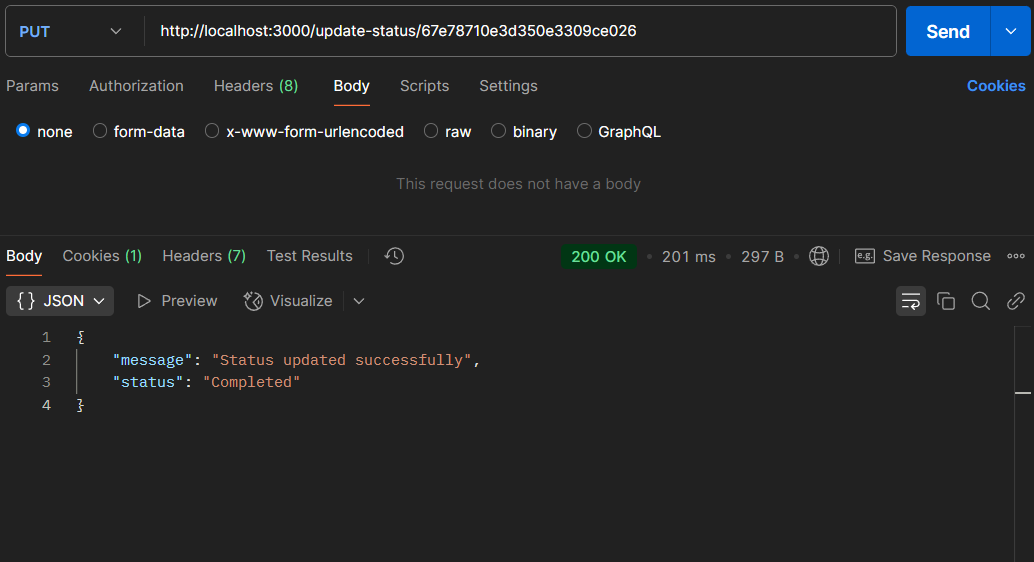 PUT http://localhost:3000/update-status/67e78710e3d350e3309ce026 Send
Params Authorization Headers (8) Body Scripts Settings Cookies
none form-data x-www-form-urlencoded raw binary GraphQL
This request does not have a body
Body Cookies (1) Headers (7) Test Results 200 OK • 201 ms • 297 B • e.g. Save Response
{} JSON Preview Visualize
1 {
2 "message": "Status updated successfully",
3 "status": "Completed"
4 }